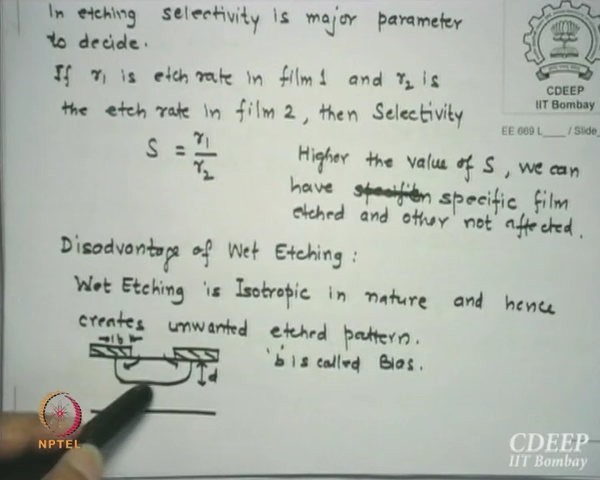 In etching selectivity is major parameter
to decide.
If r₁ is etch rate in film 1 and r₂ is
the etch rate in film 2, then Selectivity
S = r₁/r₂
Higher the value of S, we can
have specific film
etched and other not affected.
Disadvantage of Wet Etching:
Wet Etching is Isotropic in nature and hence
creates unwanted etched pattern.
b
d
'b is called Bias.
CDEEP
IIT Bombay
EE 669 L___ / Slide_
NPTEL
CDEEP
IIT Bombay